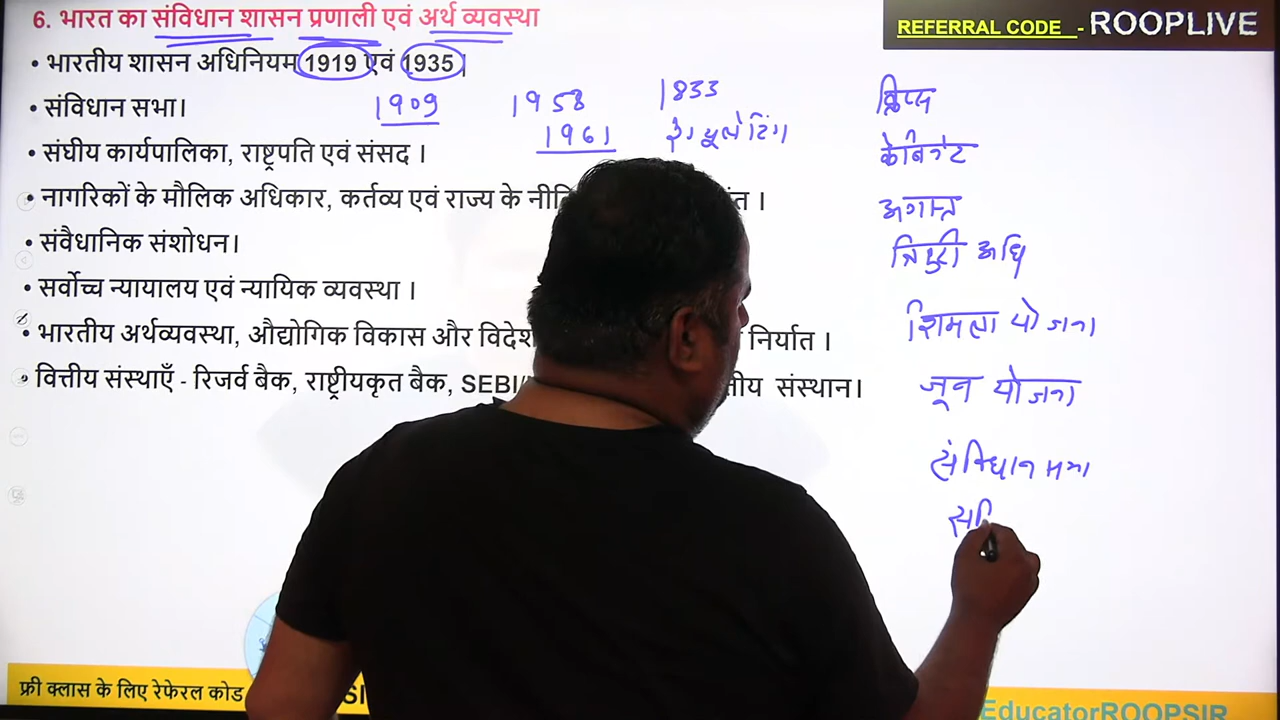 6. भारत का संविधान शासन प्रणाली एवं अर्थ व्यवस्था
REFERRAL CODE - ROOPLIVE
• भारतीय शासन अधिनियम 1919 एवं 1935 |
1909 1958 1833
• संविधान सभा।
1961
• संघीय कार्यपालिका, राष्ट्रपति एवं संसद ।
• नागरिकों के मौलिक अधिकार, कर्तव्य एवं राज्य के
• संवैधानिक संशोधन।
• सर्वोच्च न्यायालय एवं न्यायिक व्यवस्था ।
• भारतीय अर्थव्यवस्था, औद्योगिक विकास और निर्यात ।
• वित्तीय संस्थाएँ - रिजर्व बैक, राष्ट्रीयकृत बैक, SEBI संस्थान।
क्रिप्स
केबिनेट
अगस्त
शिमला योजना
जून योजना
संविधान सभा
फ्री क्लास के लिए रेफेरल कोड
EducatorROOPSIR